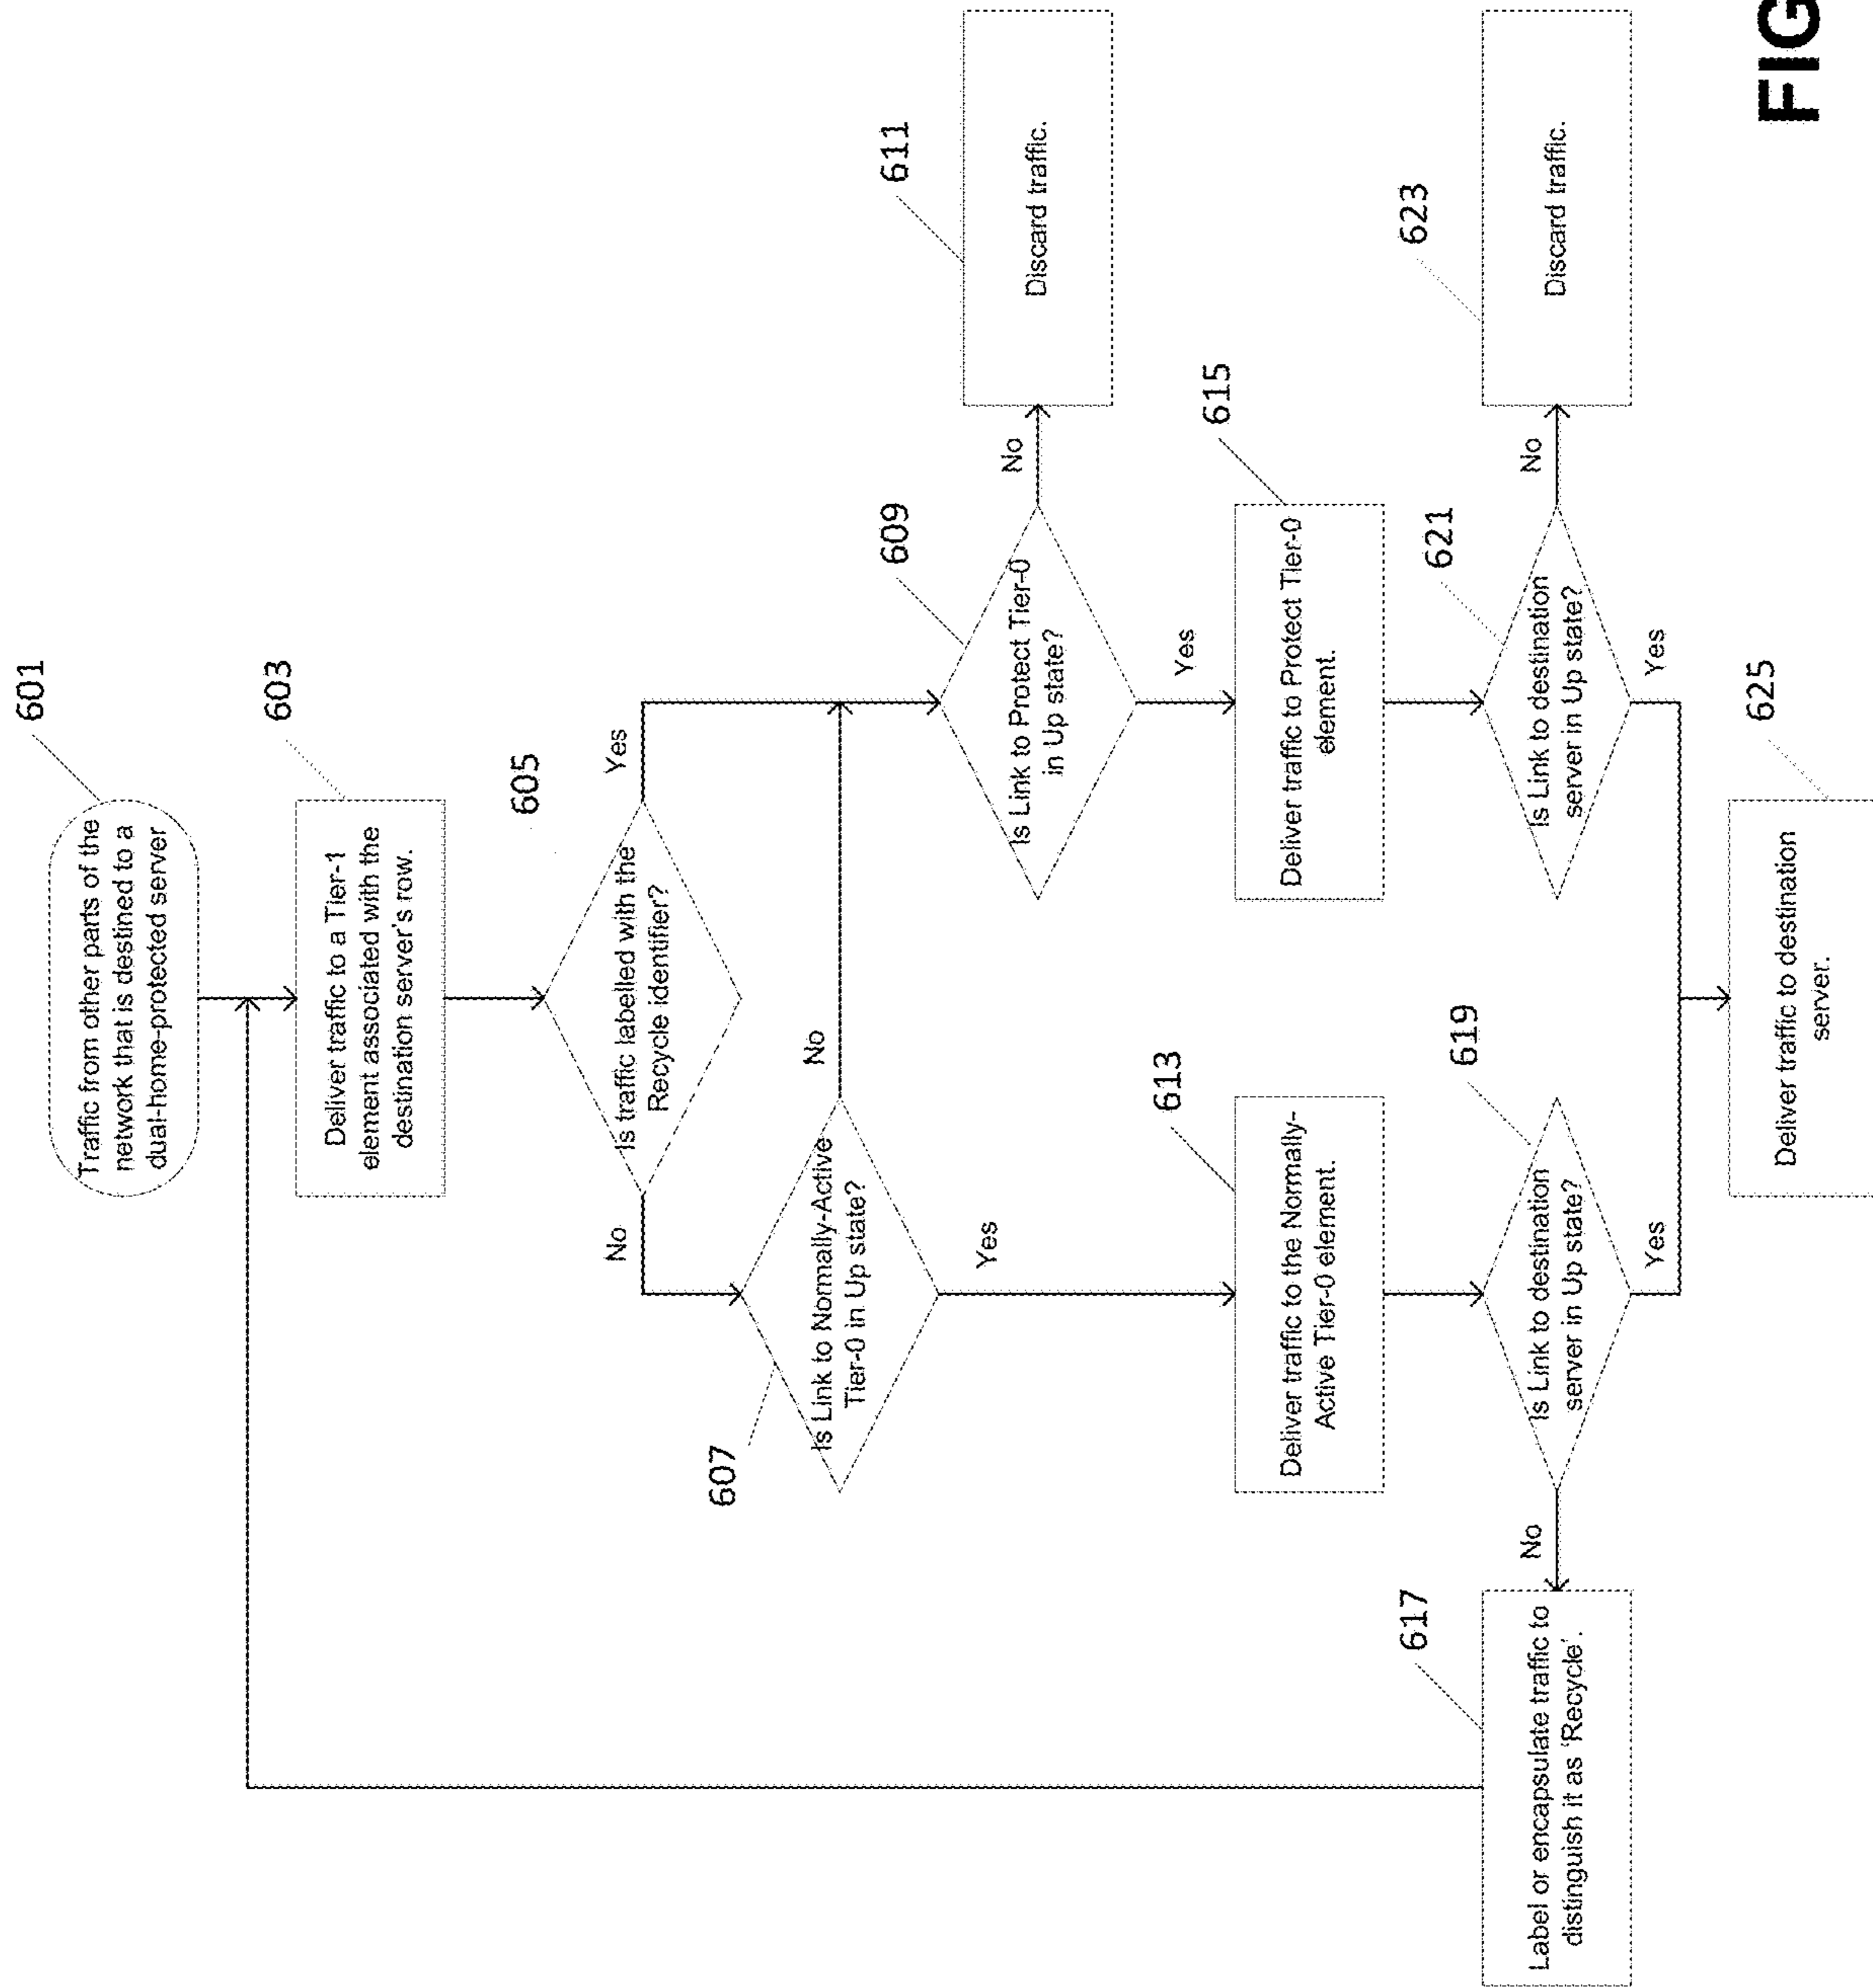 601
Traffic from other parts of the
network that is destined to a
dual-home-protected server
603
Deliver traffic to a Tier-1
element associated with the
destination server's row.
605
Is traffic labelled with the
Recycle identifier?
No
Yes
607
Is Link to Normally-Active
Tier-0 in Up state?
No
Yes
609
Is Link to Protect Tier-0
in Up state?
No
Yes
611
Discard traffic.
613
Deliver traffic to the Normally-
Active Tier-0 element.
615
Deliver traffic to Protect Tier-0
element.
617
Label or encapsulate traffic to
distinguish it as 'Recycle'.
No
619
Is Link to destination
server in Up state?
Yes
621
Is Link to destination
server in Up state?
No
Yes
623
Discard traffic.
625
Deliver traffic to destination
server.
FIG